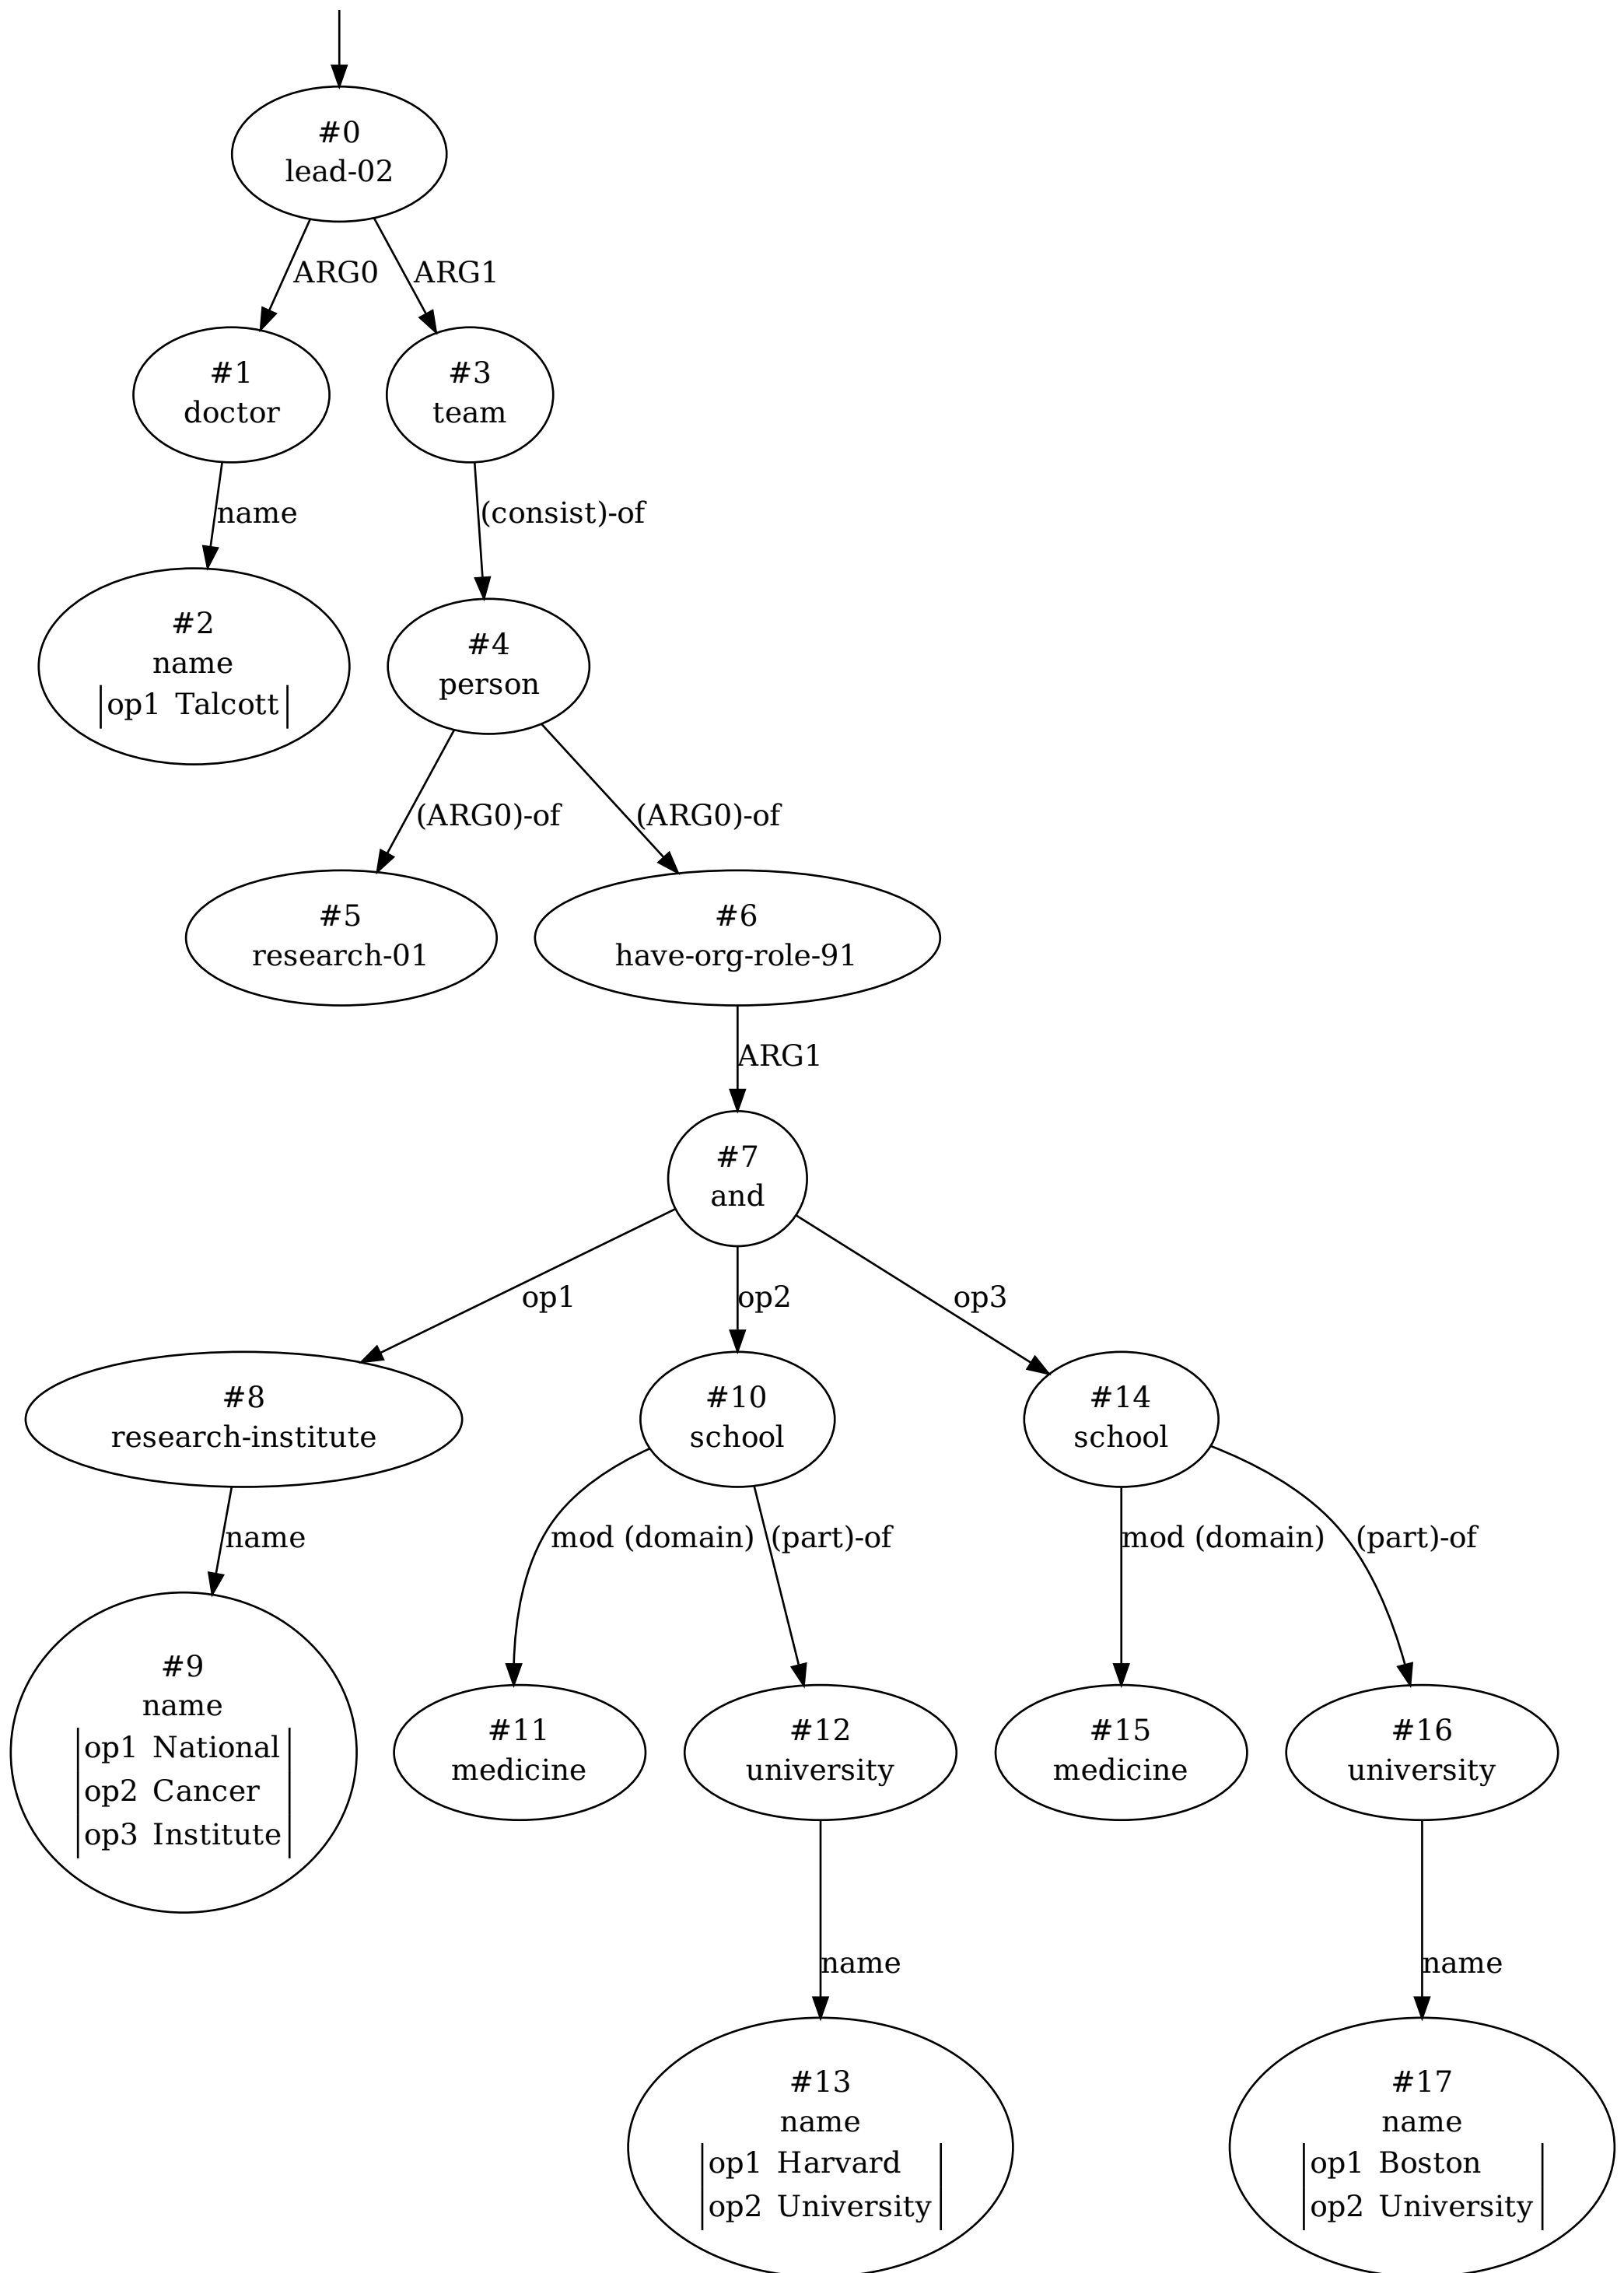 #0
lead-02
ARG0
ARG1
#1
doctor
#3
team
name
(consist)-of
#2
name
op1 Talcott
#4
person
(ARG0)-of
(ARG0)-of
#5
research-01
#6
have-org-role-91
ARG1
#7
and
op1
op2
op3
#8
research-institute
#10
school
#14
school
name
mod (domain)
(part)-of
mod (domain)
(part)-of
#9
name
op1 National
op2 Cancer
op3 Institute
#11
medicine
#12
university
#15
medicine
#16
university
name
name
#13
name
op1 Harvard
op2 University
#17
name
op1 Boston
op2 University